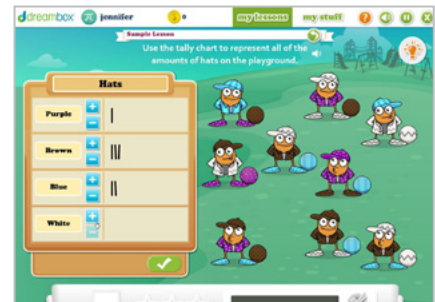 dreambox jennifer 0 my lessons my stuff
Sample Lesson
Use the tally chart to represent all of the
amounts of hats on the playground.
Hats
Purple
Brown
Blue
White